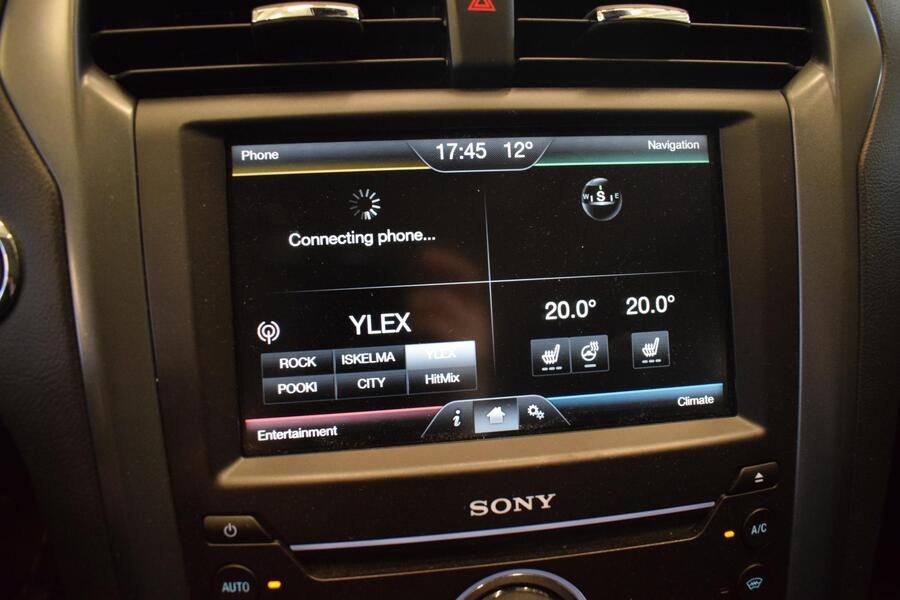 Phone
17:45 12°
Navigation
Connecting phone...
W S E
YLEX
20.0° 20.0°
ROCK ISKELMA YLEX
POOKI CITY HitMix
Entertainment
i
Climate
SONY
A/C
AUTO